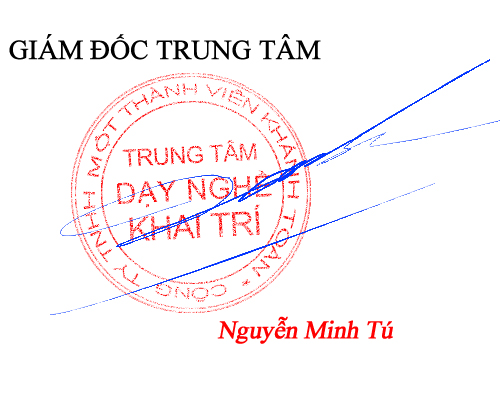 GIÁM ĐỐC TRUNG TÂM
CÔNG TY TNHH MỘT THÀNH VIÊN KHÁNH TOÀN *
TRUNG TÂM
DẠY NGHỀ
KHAI TRÍ
Nguyễn Minh Tú